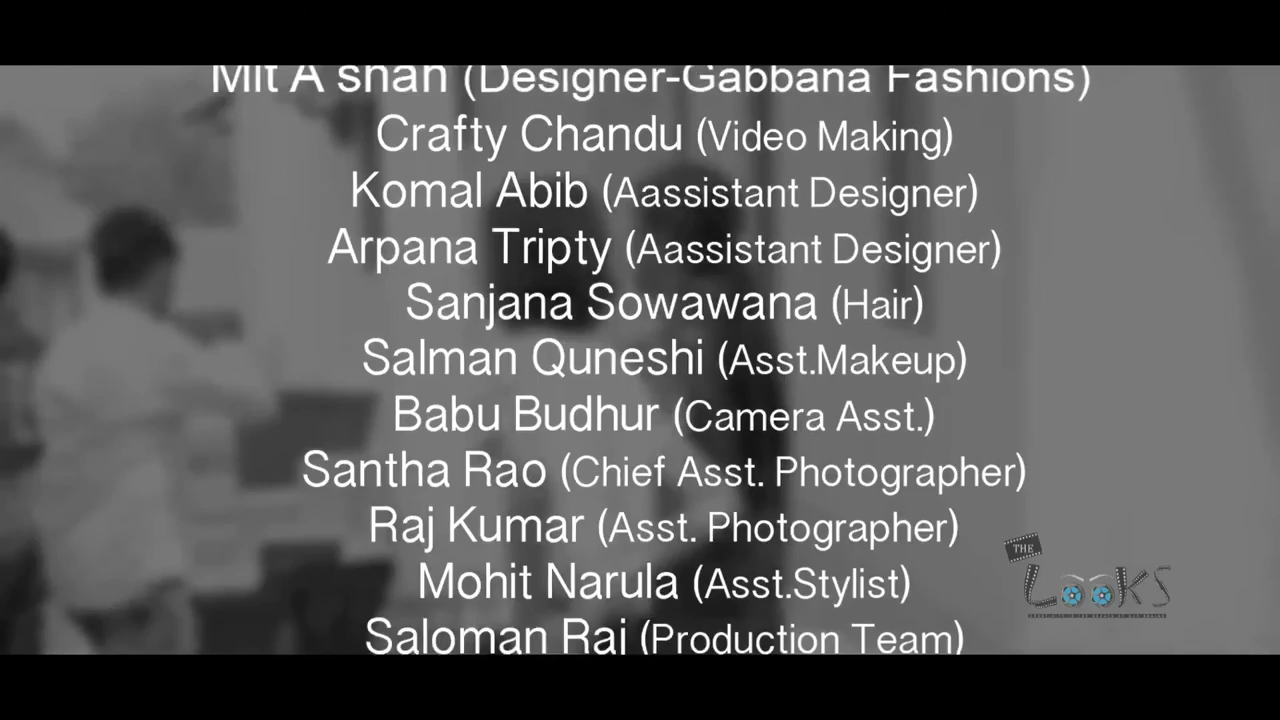 Mit A shah (Designer-Gabbana Fashions)
Crafty Chandu (Video Making)
Komal Abib (Aassistant Designer)
Arpana Tripty (Aassistant Designer)
Sanjana Sowawana (Hair)
Salman Quneshi (Asst.Makeup)
Babu Budhur (Camera Asst.)
Santha Rao (Chief Asst. Photographer)
Raj Kumar (Asst. Photographer)
Mohit Narula (Asst.Stylist)
Saloman Raj (Production Team)
THE
LooKS